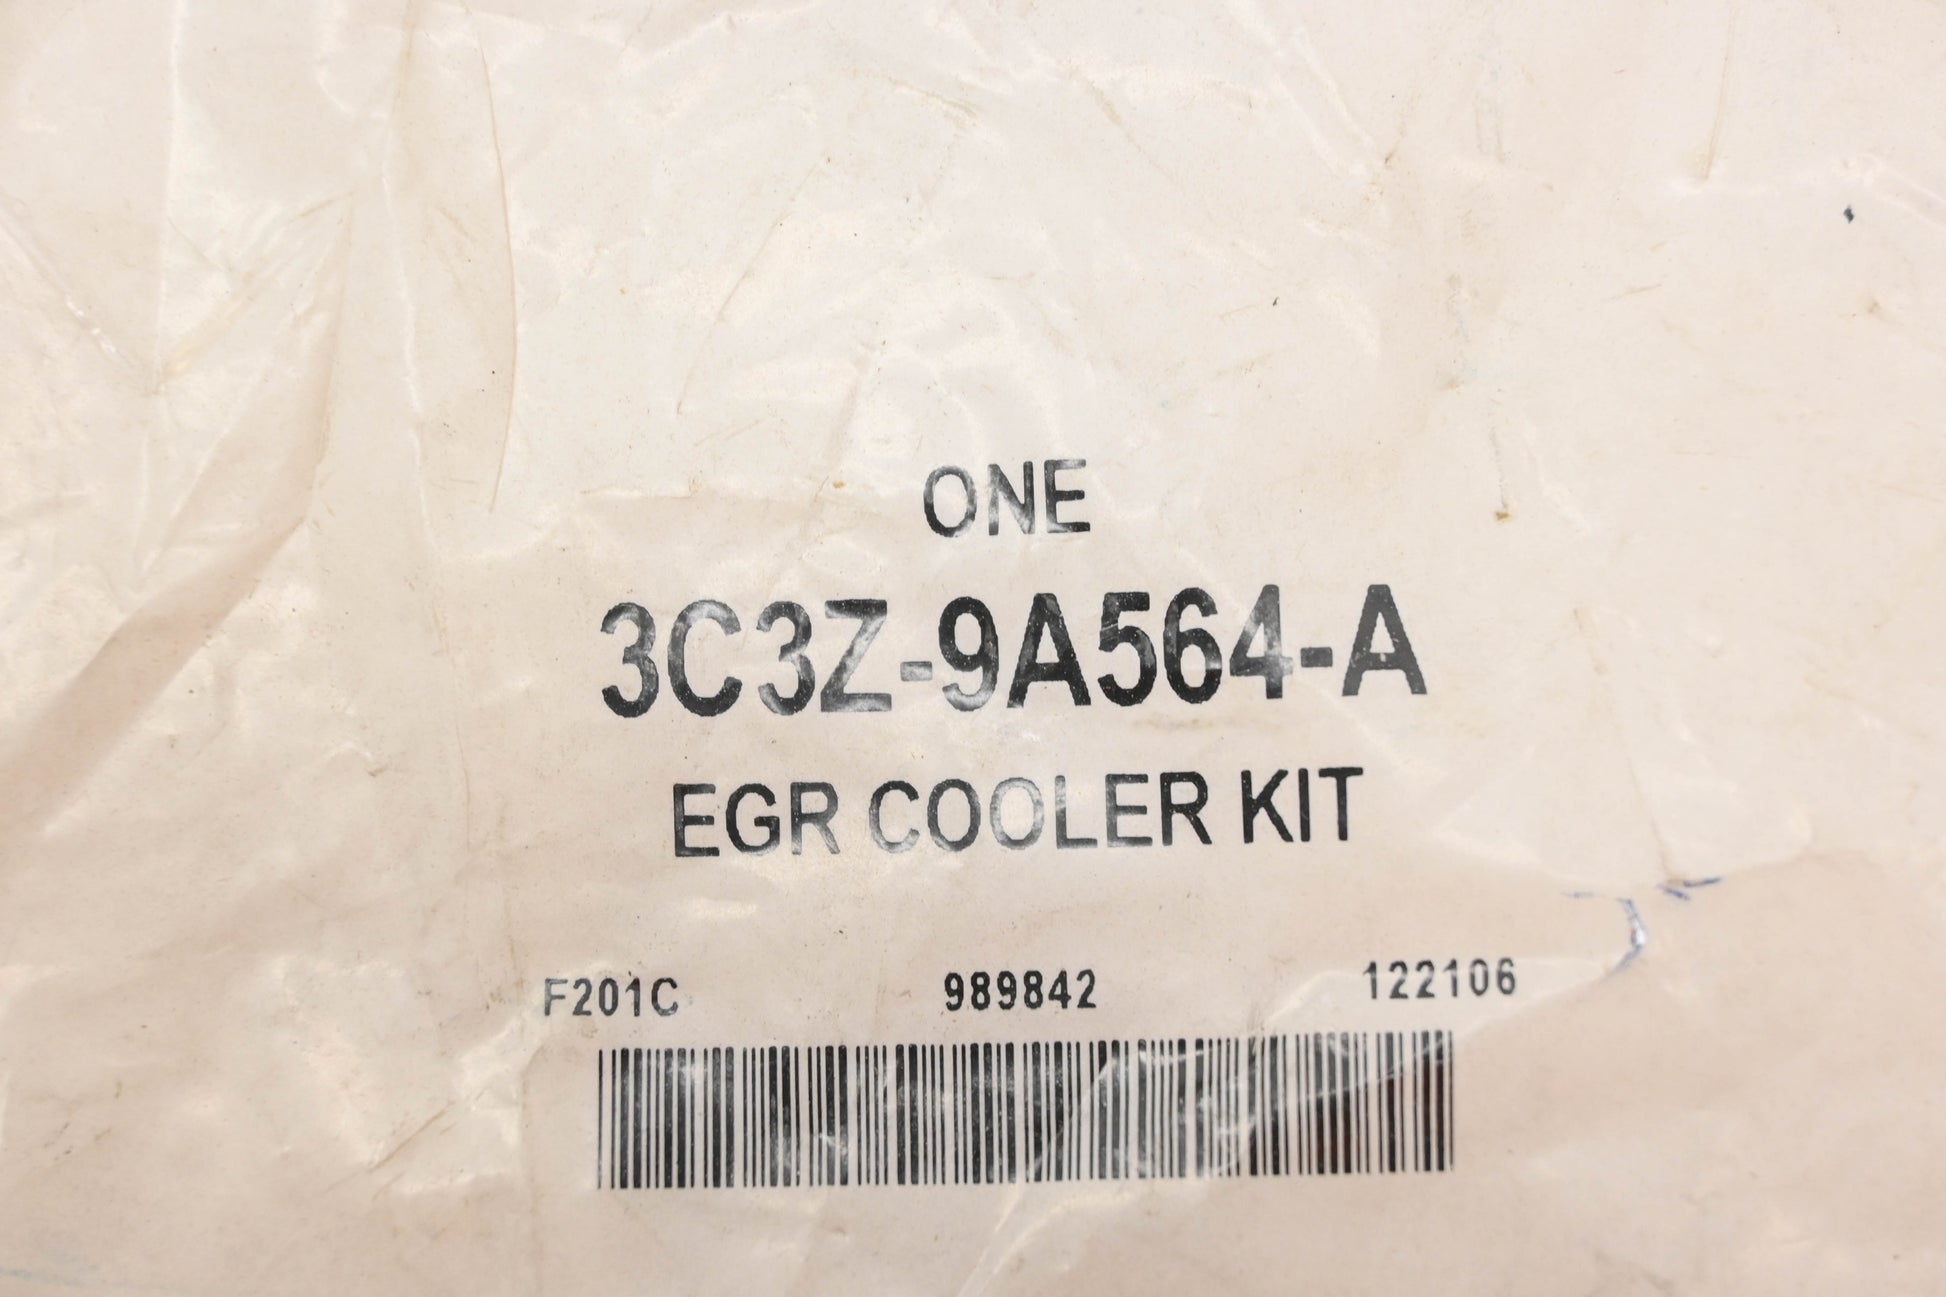 ONE
3C3Z-9A564-A
EGR COOLER KIT
F201C 989842 122106